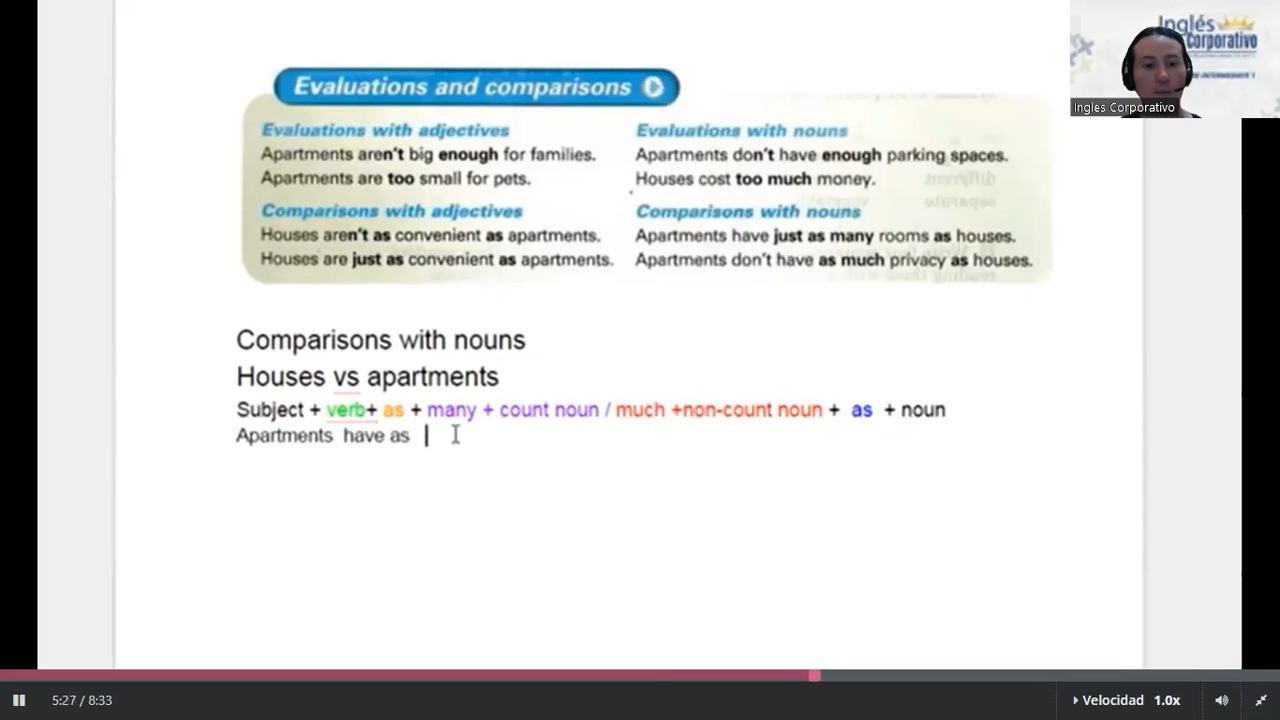 Inglés
Corporativo
Ingles Corporativo
Evaluations and comparisons
Evaluations with adjectives
Apartments aren't big enough for families.
Apartments are too small for pets.
Comparisons with adjectives
Houses aren't as convenient as apartments.
Houses are just as convenient as apartments.
Evaluations with nouns
Apartments don't have enough parking spaces.
Houses cost too much money.
Comparisons with nouns
Apartments have just as many rooms as houses.
Apartments don't have as much privacy as houses.
different
separate
Comparisons with nouns
Houses vs apartments
Subject + verb+ as + many + count noun / much +non-count noun + as + noun
Apartments have as
5:27 / 8:33
Velocidad 1.0x